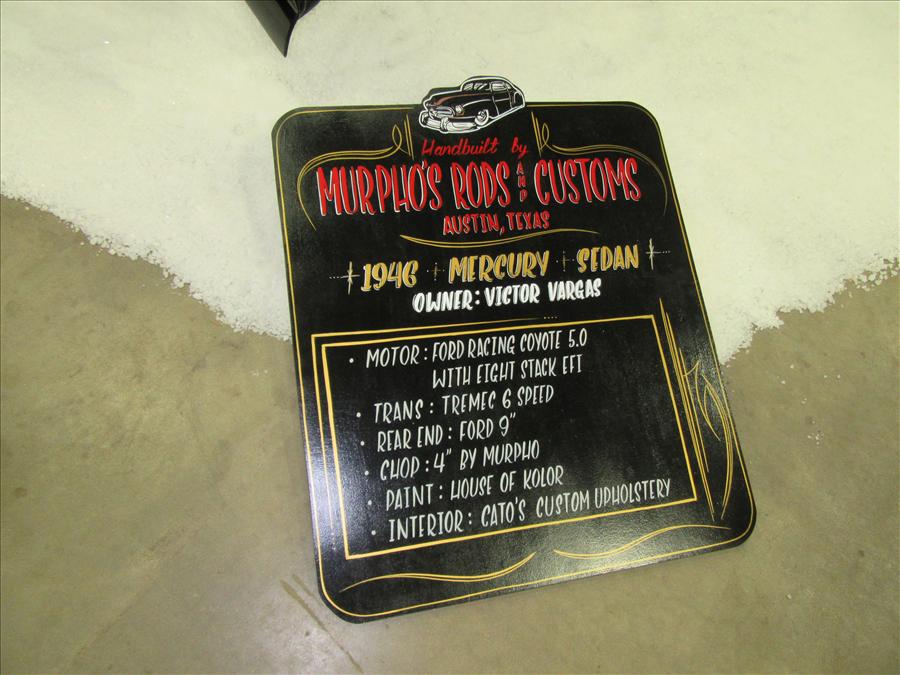 Handbuilt by
MURPHO'S RODS AND CUSTOMS
AUSTIN, TEXAS
1946 MERCURY SEDAN
OWNER: VICTOR VARGAS
• MOTOR: FORD RACING COYOTE 5.0
WITH EIGHT STACK EFI
• TRANS: TREMEC 6 SPEED
• REAR END: FORD 9"
• CHOP: 4" BY MURPHO
• PAINT: HOUSE OF KOLOR
• INTERIOR: CATO'S CUSTOM UPHOLSTERY